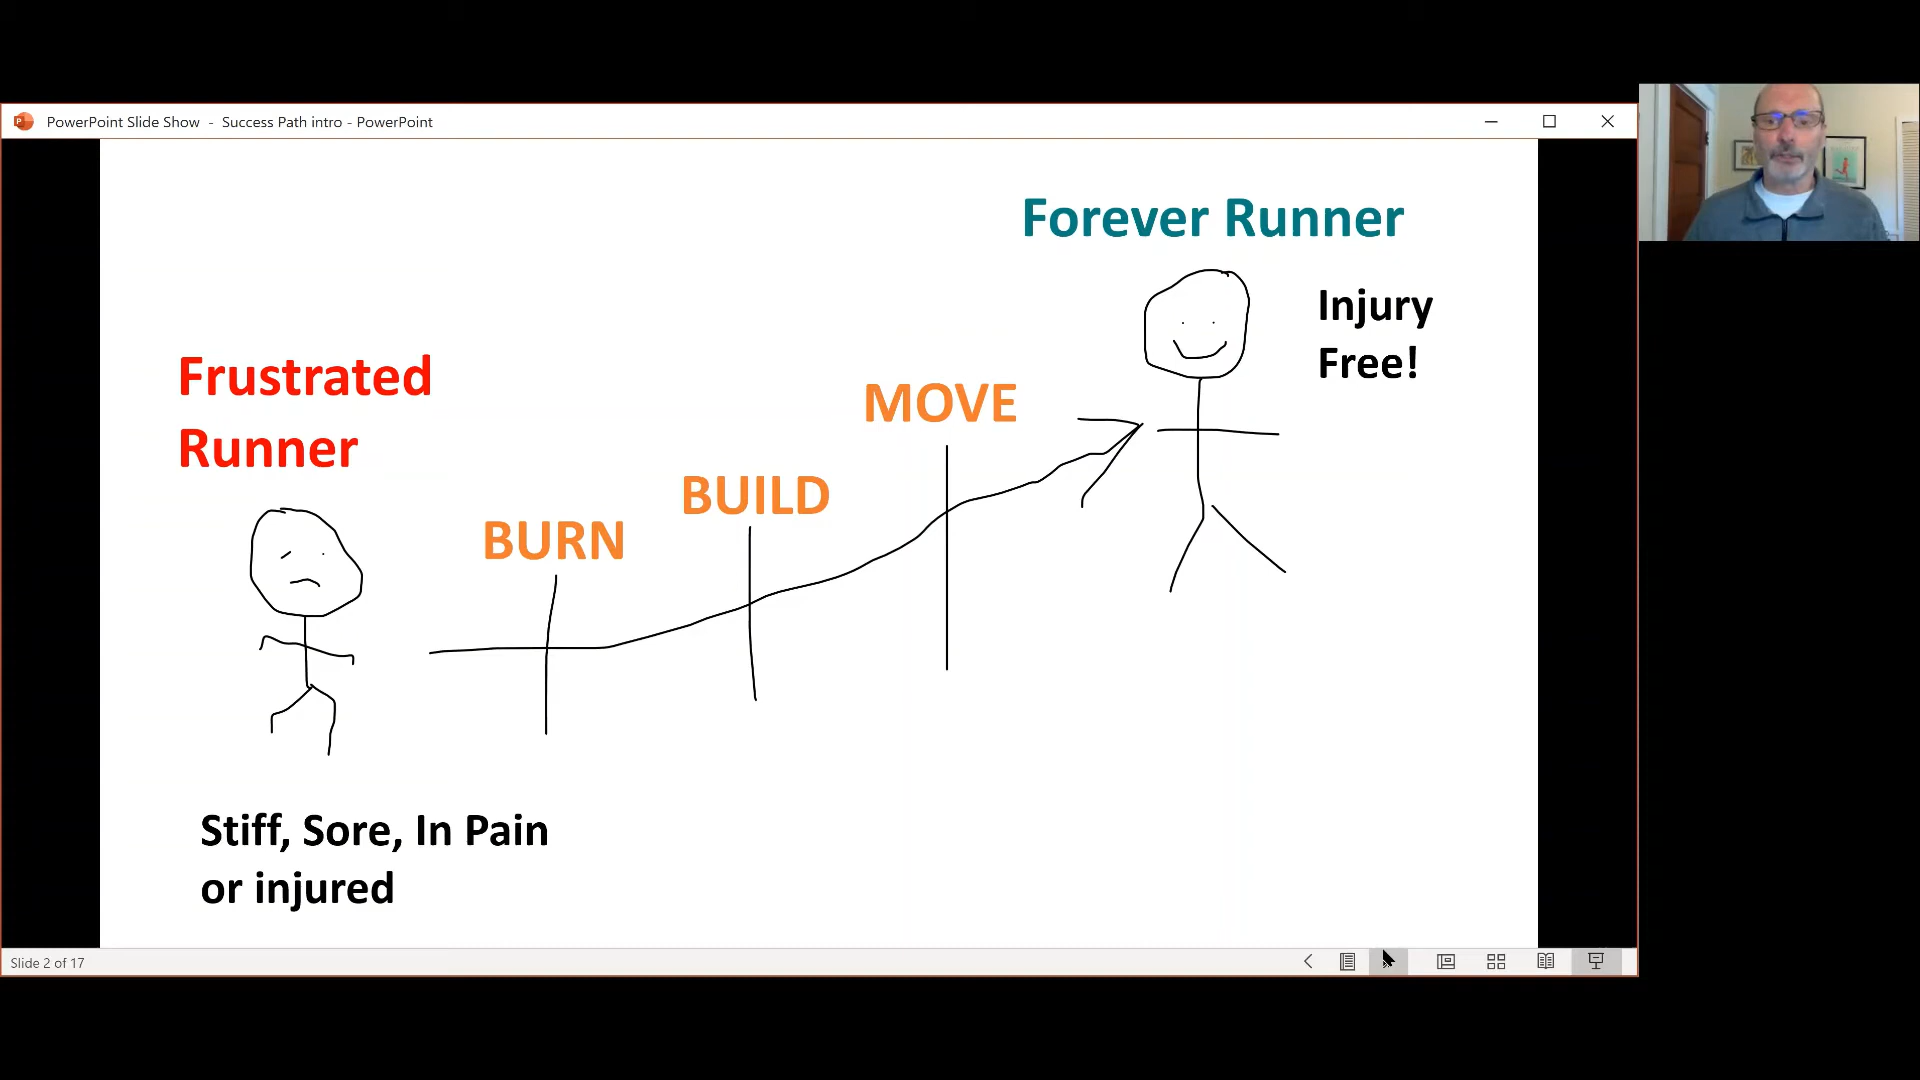 PowerPoint Slide Show - Success Path intro - PowerPoint
Forever Runner
Injury
Free!
Frustrated
Runner
MOVE
BUILD
BURN
Stiff, Sore, In Pain
or injured
Slide 2 of 17